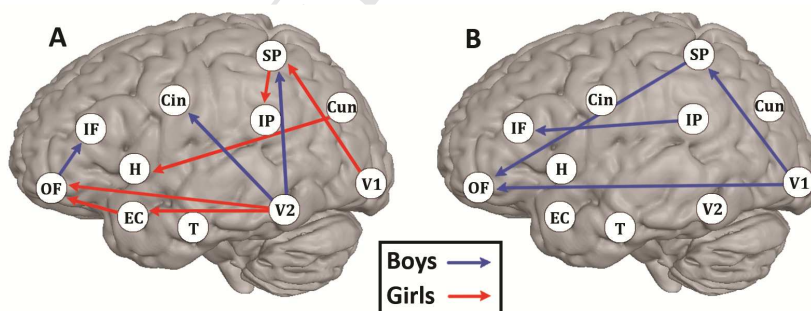 A
SP
Cin
IP
Cun
IF
H
OF
V1
EC
V2
T
B
SP
Cin
Cun
IF
IP
H
OF
V1
EC
V2
T
Boys
Girls